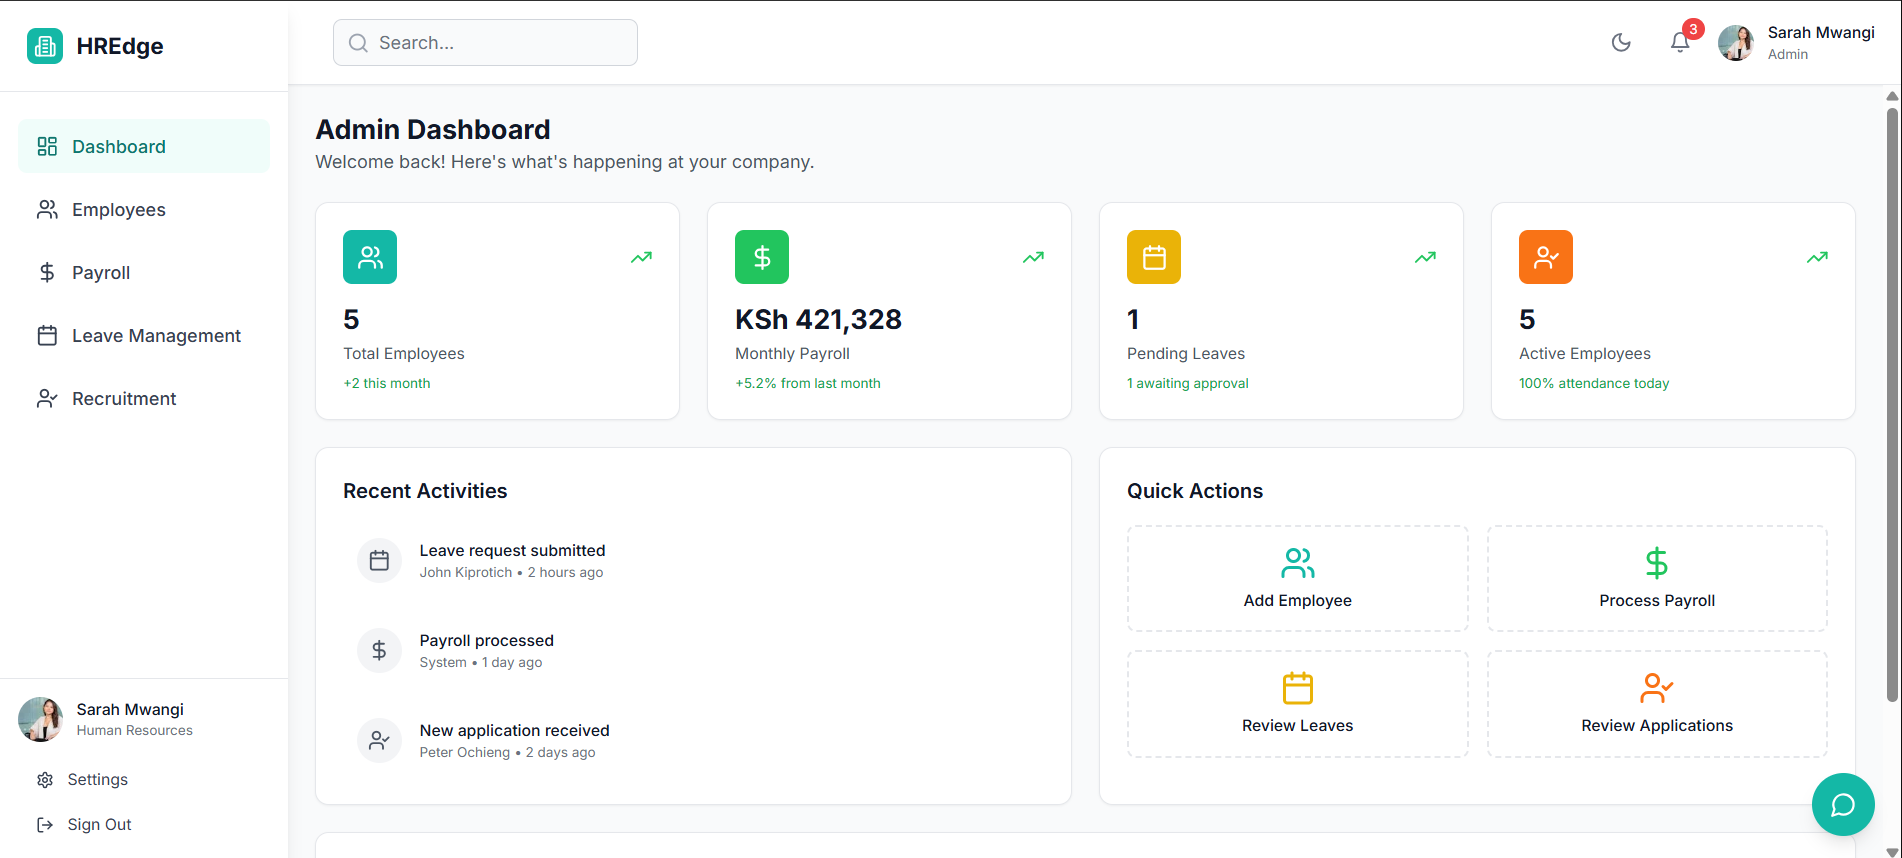 HREdge
Search...
3
Sarah Mwangi
Admin
Dashboard
Employees
Payroll
Leave Management
Recruitment
Sarah Mwangi
Human Resources
Settings
Sign Out
Admin Dashboard
Welcome back! Here's what's happening at your company.
5
Total Employees
+2 this month
KSh 421,328
Monthly Payroll
+5.2% from last month
1
Pending Leaves
1 awaiting approval
5
Active Employees
100% attendance today
Recent Activities
Leave request submitted
John Kiprotich • 2 hours ago
Payroll processed
System • 1 day ago
New application received
Peter Ochieng • 2 days ago
Quick Actions
Add Employee
Process Payroll
Review Leaves
Review Applications